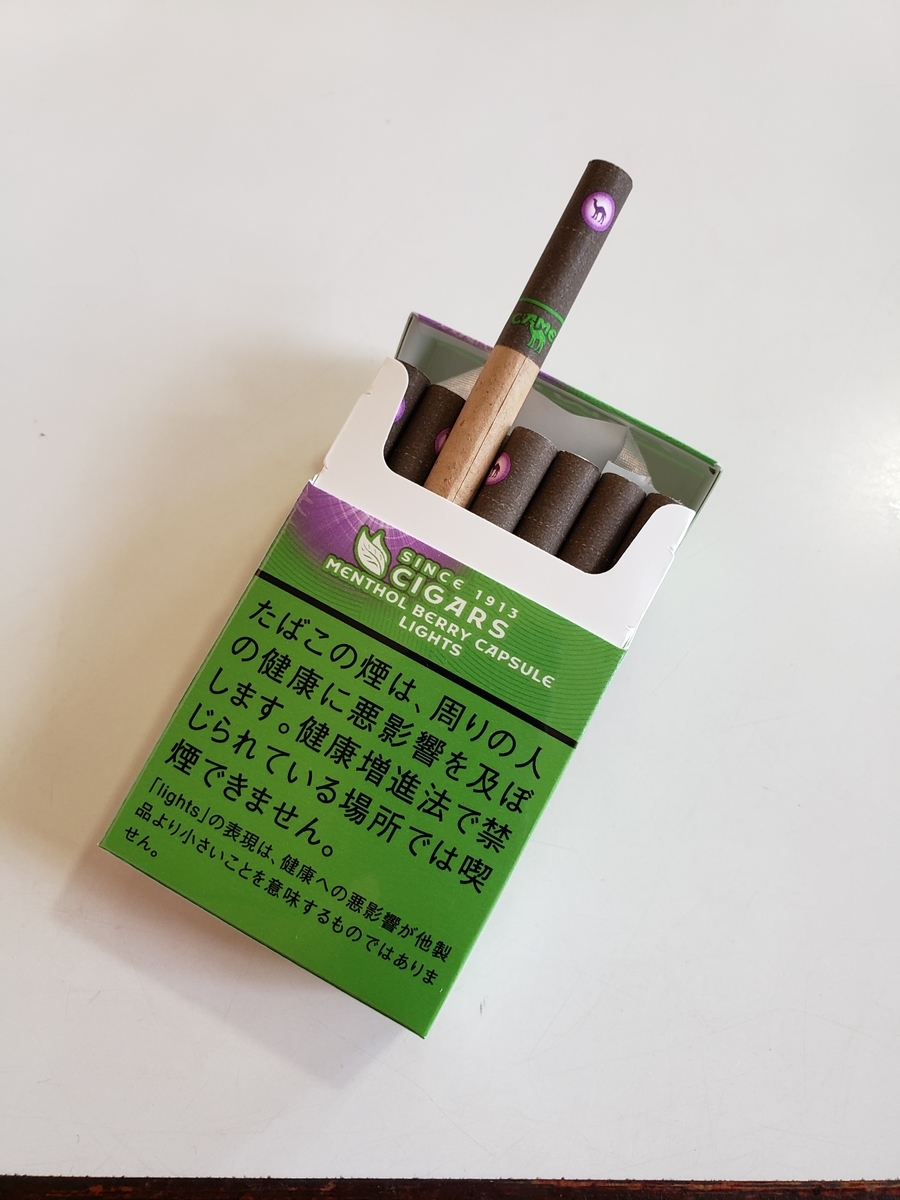 CAME
SINCE 1913
CIGARS
MENTHOL BERRY CAPSULE
LIGHTS
たばこの煙は、周りの人
の健康に悪影響を及ぼ
します。健康増進法で禁
じられている場所では喫
煙できません。
「lights」の表現は、健康への悪影響が他製
品より小さいことを意味するものではありま
せん。